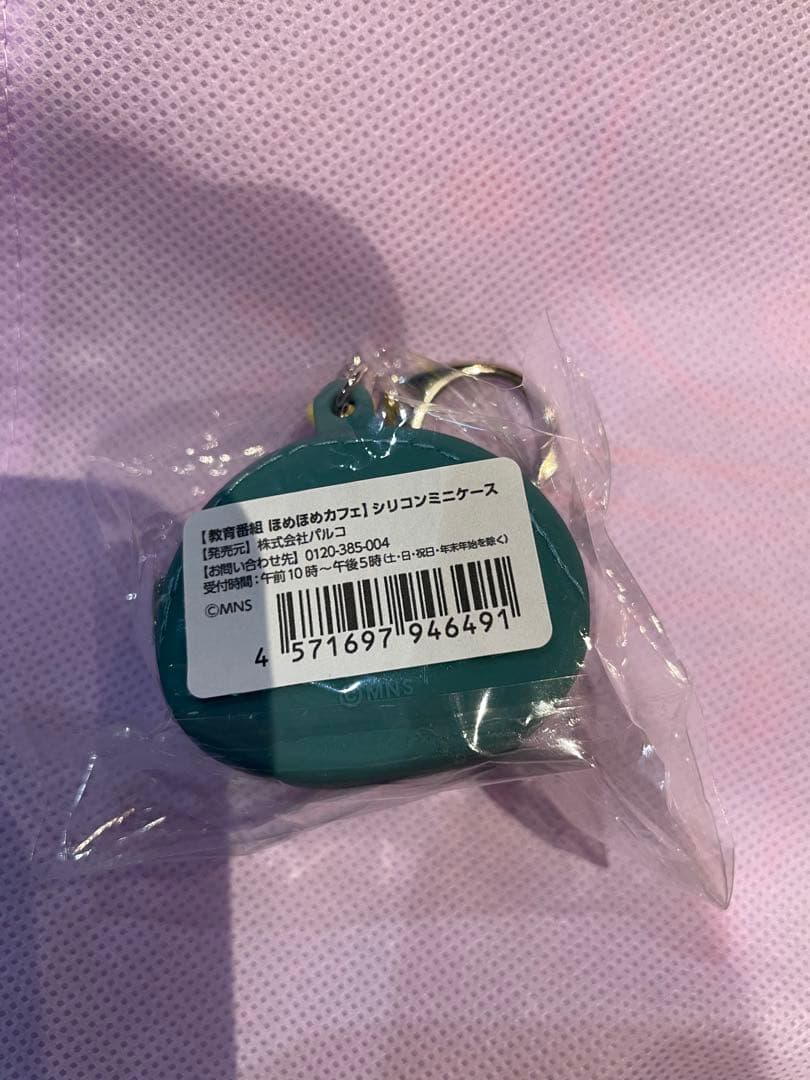 【教育番組 ほめほめカフェ】シリコンミニケース
【発売元】株式会社パルコ
【お問い合わせ先】0120-385-004
受付時間：午前10時～午後5時（土・日・祝日・年末年始を除く）
©MNS
4 571697 946491
©MNS